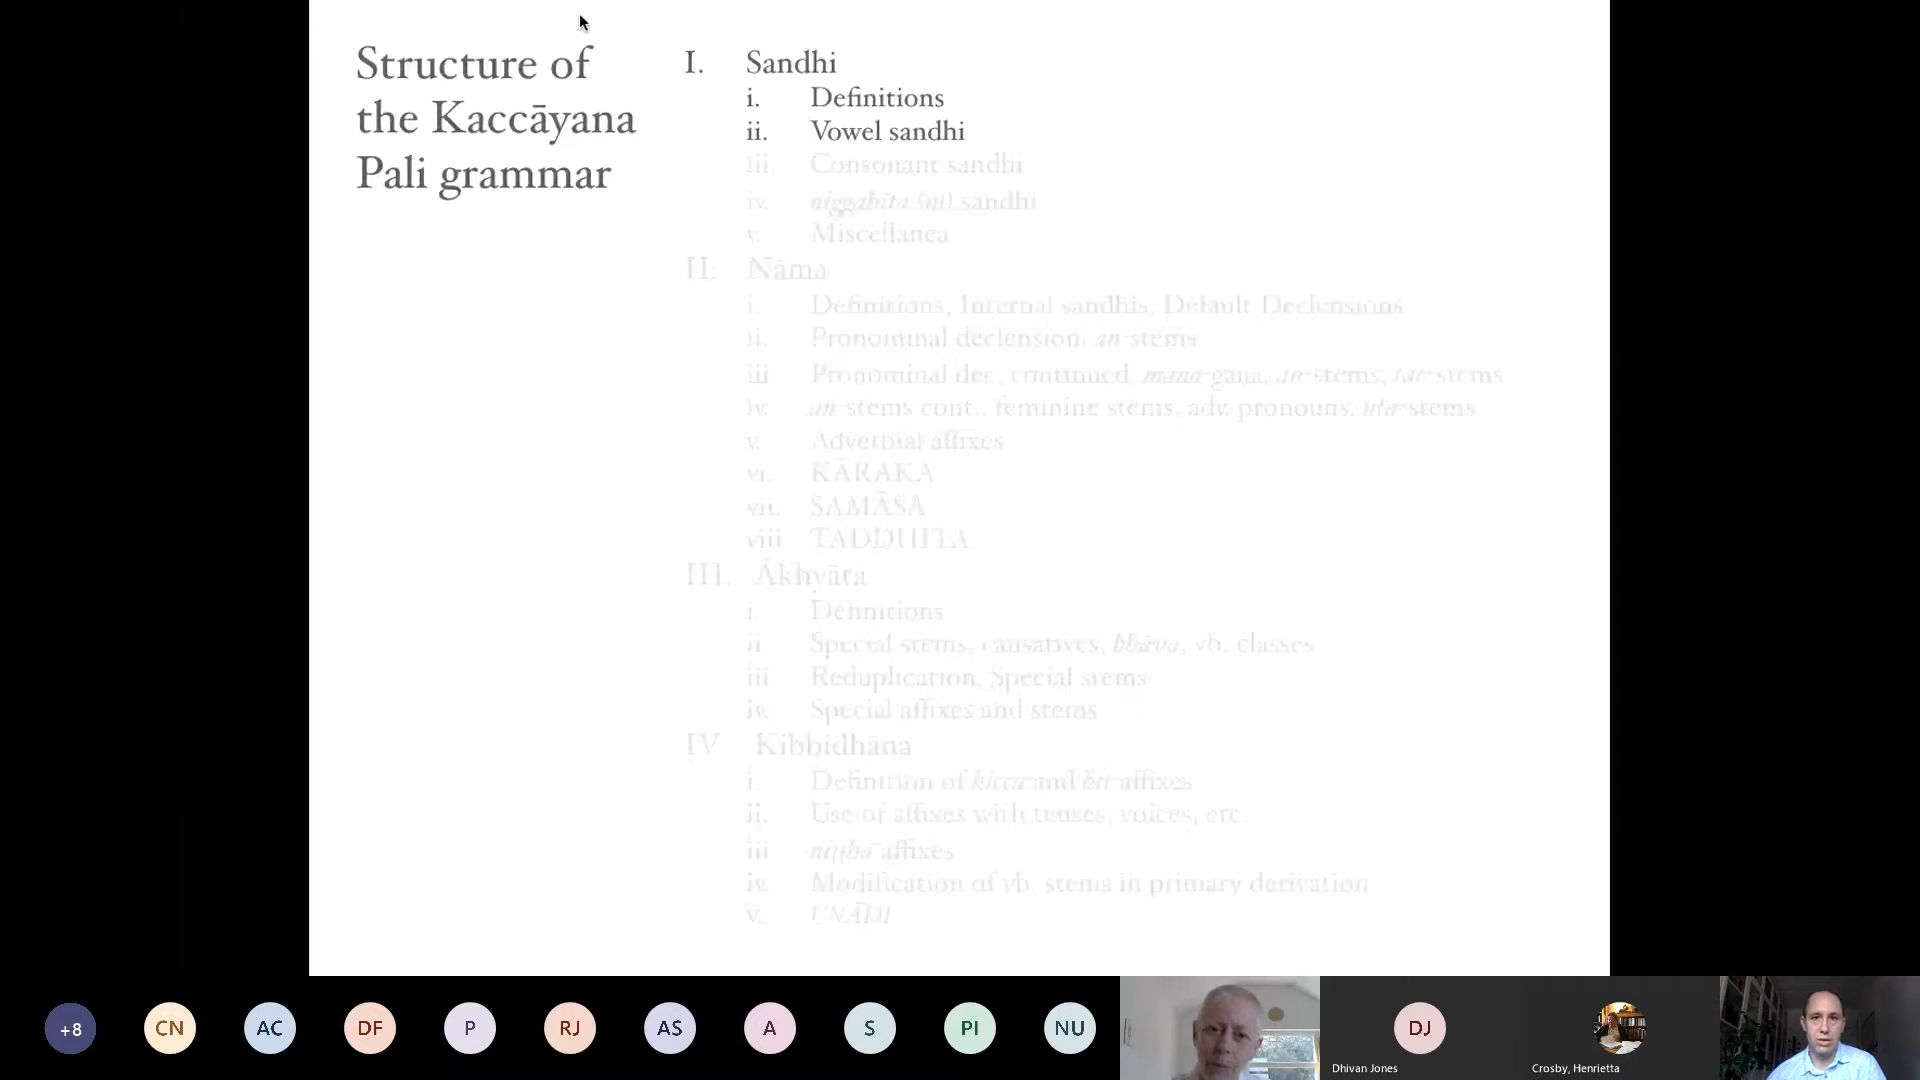 Structure of
the Kaccāyana
Pali grammar
I. Sandhi
i. Definitions
ii. Vowel sandhi
iii. Consonant sandhi
iv. niggahīta (ṃ) sandhi
v. Miscellanea
II. Nāma
i. Definitions, Internal sandhis, Default Declensions
ii. Pronominal declension, an-stems
iii Pronominal dec. continued, mano-gaṇa, an-stems, tar-stems
iv. an-stems cont., feminine stems, adv. pronouns, nta-stems
v. Adverbial affixes
vi. KĀRAKA
vii. SAMĀSA
viii TADDHITA
III. Ākhyāta
i. Definitions
ii. Special stems, causatives, bhāva, vb. classes
iii Reduplication, Special stems
iv. Special affixes and stems
IV Kibbidhāna
i. Definition of kicca and kit affixes
ii. Use of affixes with tenses, voices, etc.
iii affixes
iv. Modification of vb. stems in primary derivation
v. UṆĀDI
+8
CN
AC
DF
P
RJ
AS
A
S
PI
NU
DJ
Dhivan Jones
Crosby, Henrietta